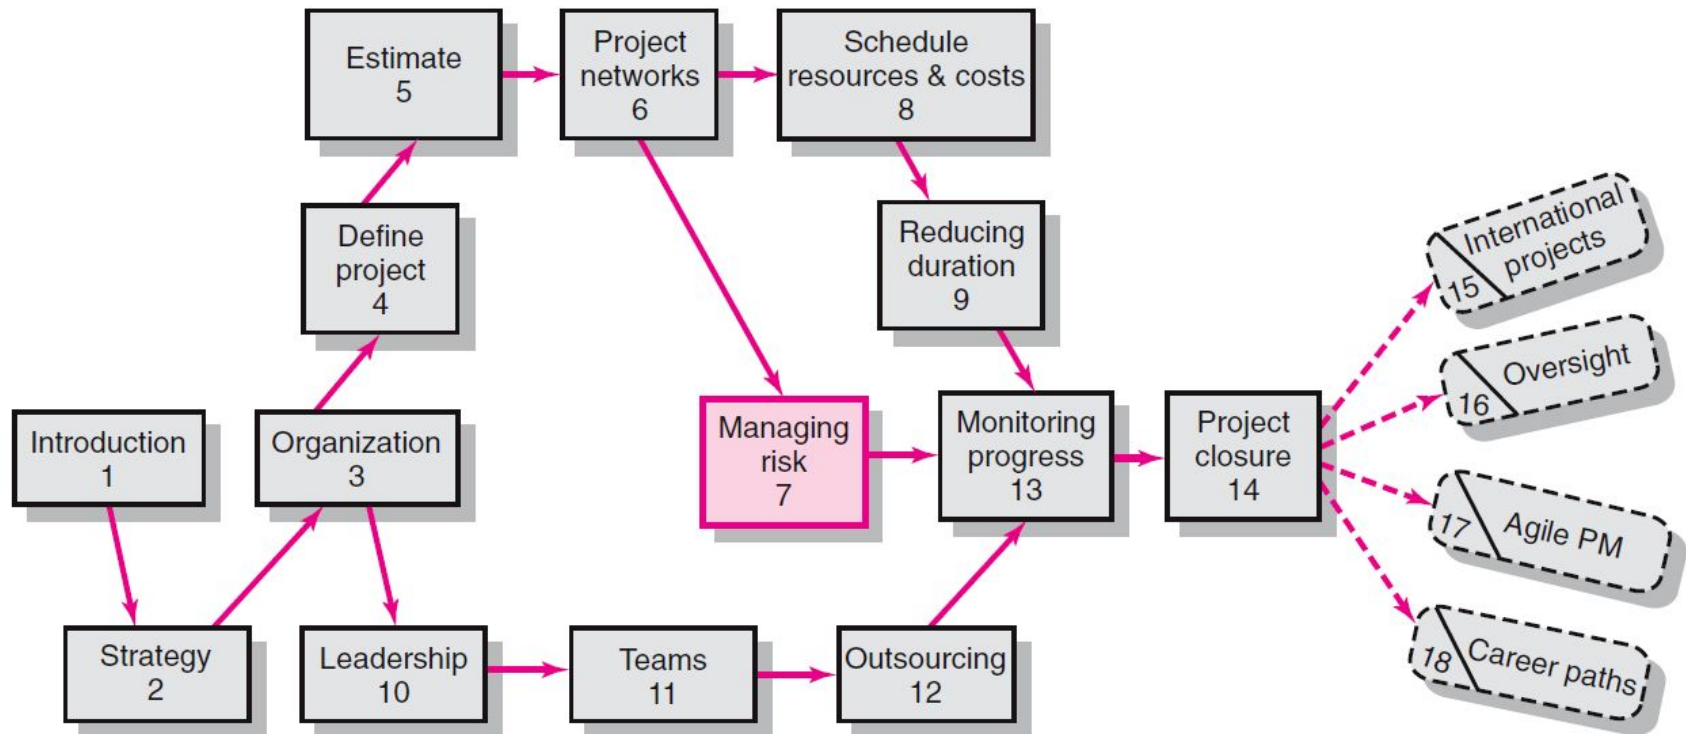 Estimate
5
Project
networks
6
Schedule
resources & costs
8
Define
project
4
Reducing
duration
9
International
projects
15
Oversight
16
Introduction
1
Organization
3
Managing
risk
7
Monitoring
progress
13
Project
closure
14
Agile PM
17
Strategy
2
Leadership
10
Teams
11
Outsourcing
12
Career paths
18